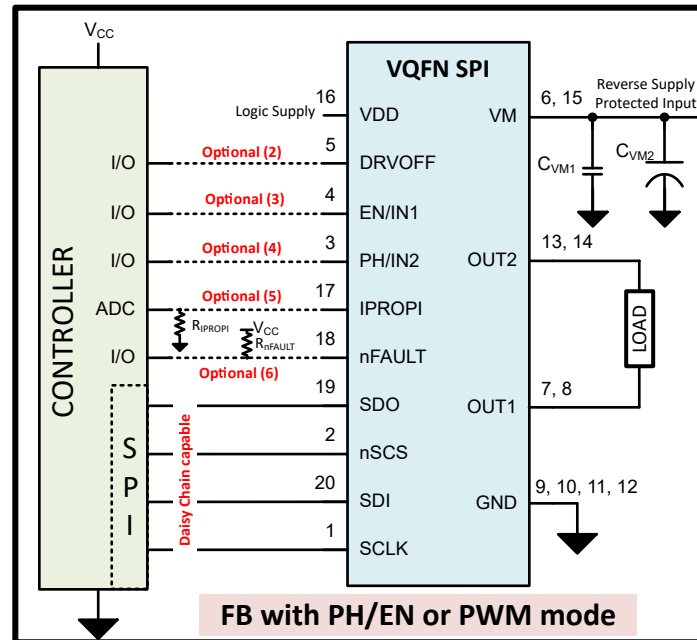 VCC
VQFN SPI
16
Logic Supply
VDD
VM
6, 15
Reverse Supply
Protected Input
I/O
Optional (2)
5
DRVOFF
CVM1
CVM2
I/O
Optional (3)
4
EN/IN1
I/O
Optional (4)
3
PH/IN2
OUT2
13, 14
ADC
Optional (5)
17
IPROPI
RIPROPI
VCC
RnFAULT
LOAD
I/O
18
nFAULT
Optional (6)
CONTROLLER
SPI
Daisy Chain capable
19
SDO
OUT1
7, 8
2
nSCS
20
SDI
GND
9, 10, 11, 12
1
SCLK
FB with PH/EN or PWM mode